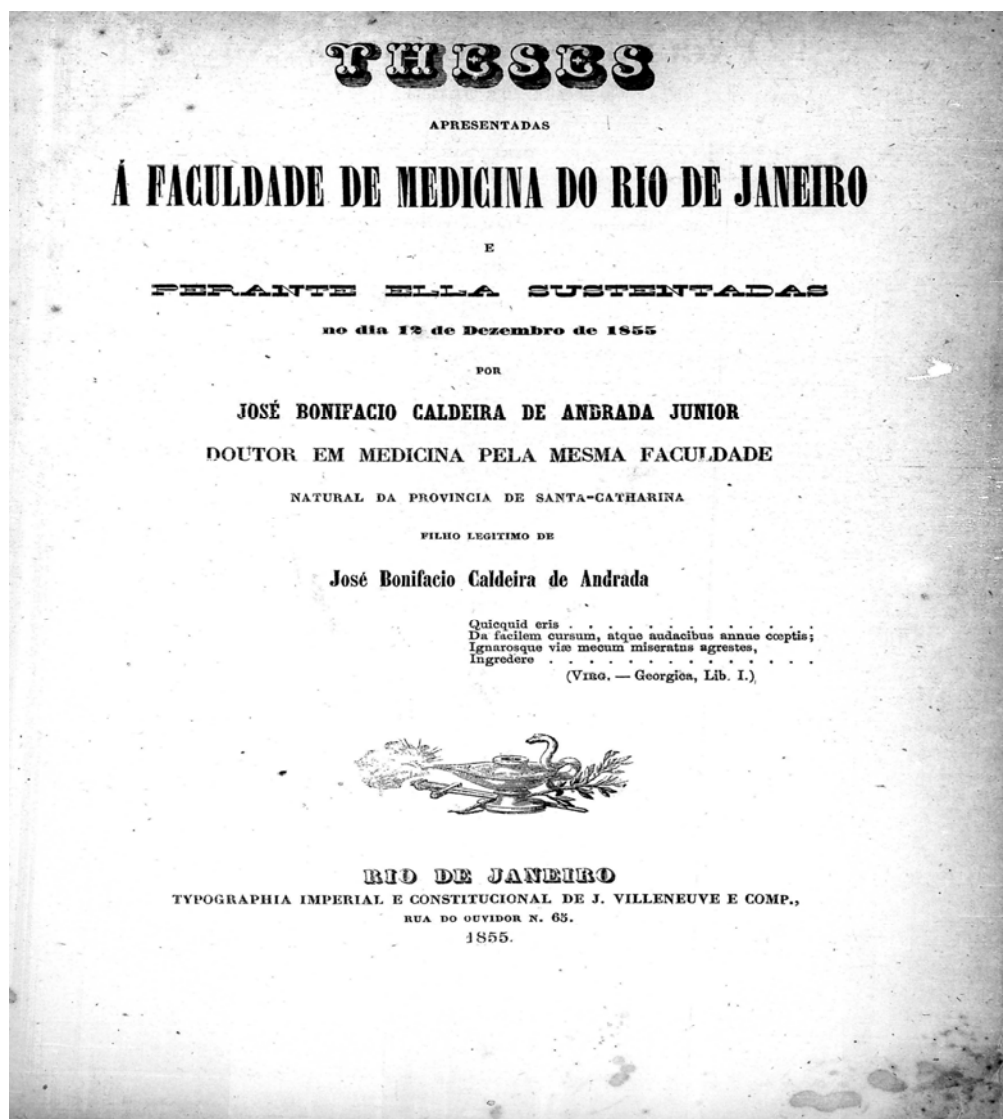 THESES
APRESENTADAS
Á FACULDADE DE MEDICINA DO RIO DE JANEIRO
E
PERANTE ELLA SUSTENTADAS
no dia 12 de Dezembro de 1855
POR
JOSÉ BONIFACIO CALDEIRA DE ANDRADA JUNIOR
DOUTOR EM MEDICINA PELA MESMA FACULDADE
NATURAL DA PROVINCIA DE SANTA-CATHARINA
FILHO LEGITIMO DE
José Bonifacio Caldeira de Andrada
Quicquid eris . . . . . . . . . . . . .
Da facilem cursum, atque audacibus annue cœptis;
Ignarosque viæ mecum miseratus agrestes,
Ingredere . . . . . . . . . . . . . .
(VIRG. — Georgica, Lib. I.)
RIO DE JANEIRO
TYPOGRAPHIA IMPERIAL E CONSTITUCIONAL DE J. VILLENEUVE E COMP.,
RUA DO OUVIDOR N. 65.
1855.